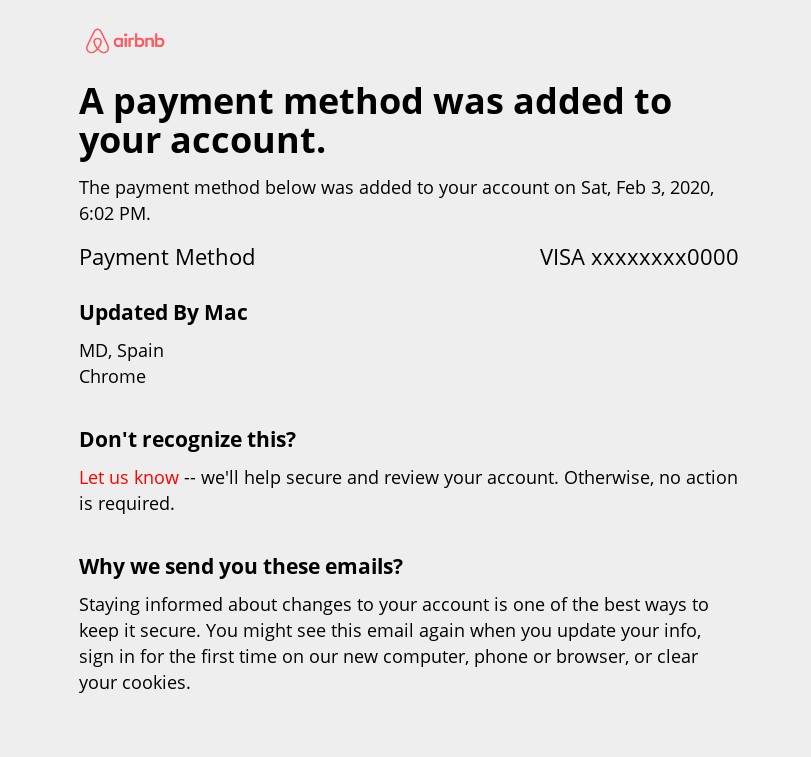 airbnb
A payment method was added to
your account.
The payment method below was added to your account on Sat, Feb 3, 2020,
6:02 PM.
Payment Method VISA xxxxxxxx0000
Updated By Mac
MD, Spain
Chrome
Don't recognize this?
Let us know -- we'll help secure and review your account. Otherwise, no action
is required.
Why we send you these emails?
Staying informed about changes to your account is one of the best ways to
keep it secure. You might see this email again when you update your info,
sign in for the first time on our new computer, phone or browser, or clear
your cookies.